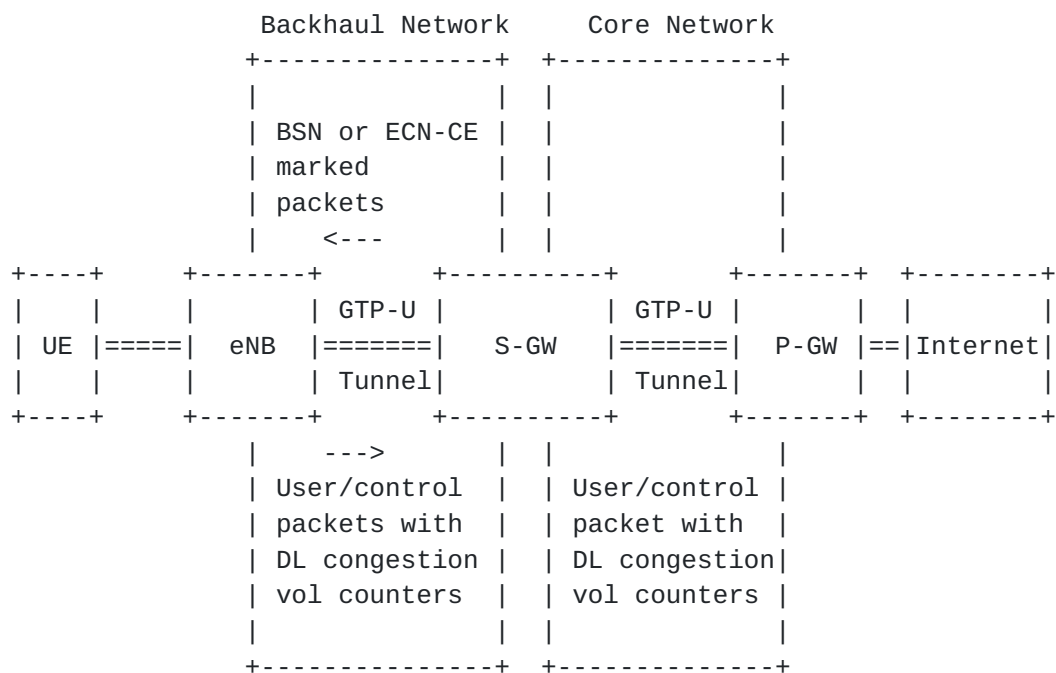 Backhaul Network Core Network
BSN or ECN-CE
marked
packets
<---
GTP-U GTP-U
UE eNB S-GW P-GW Internet
Tunnel Tunnel
--->
User/control User/control
packets with packet with
DL congestion DL congestion
vol counters vol counters